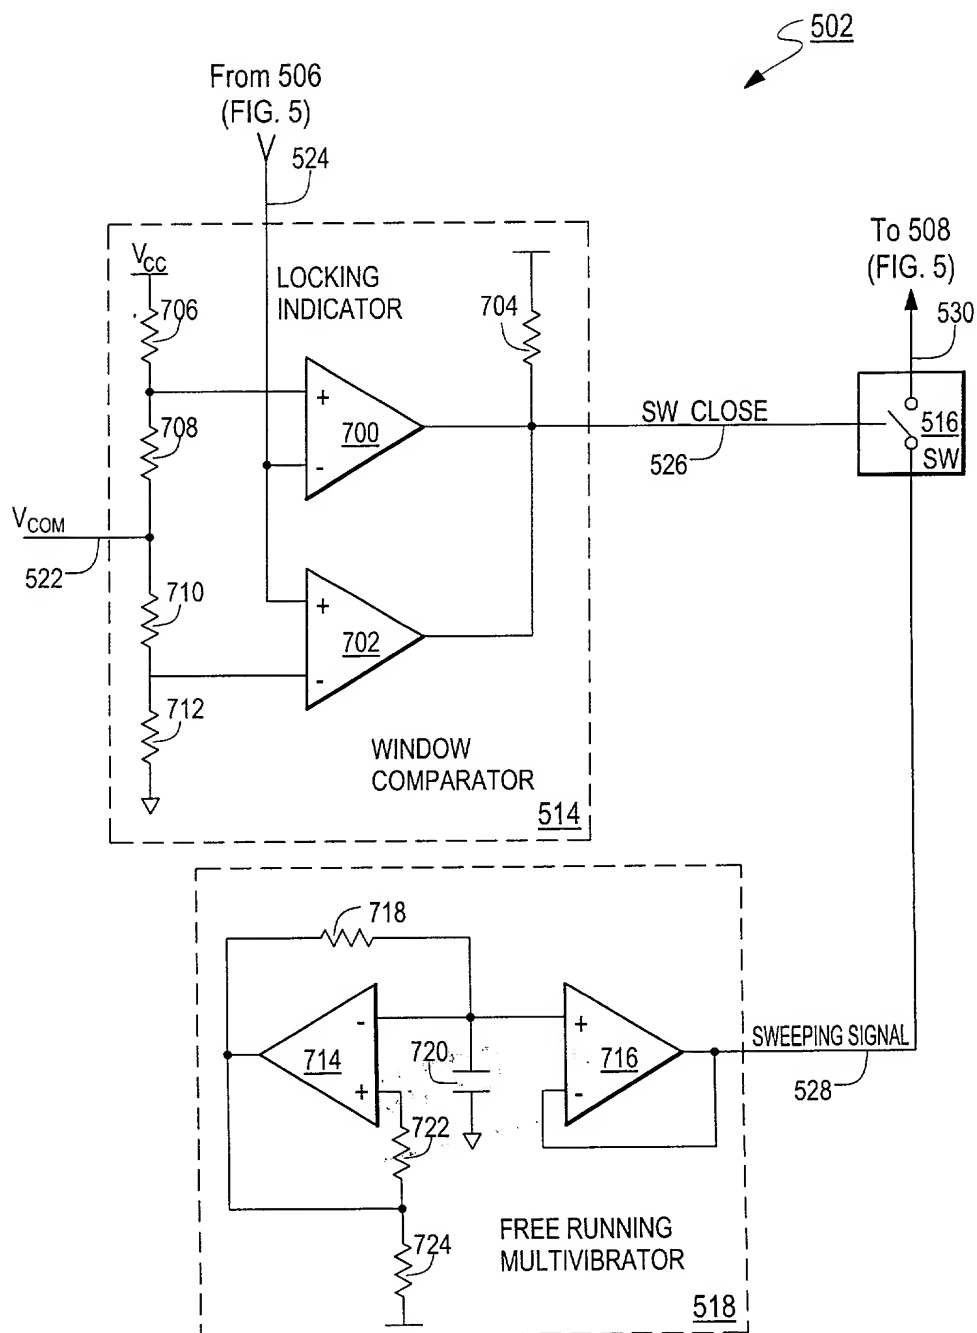 502
From 506
(FIG. 5)
524
To 508
(FIG. 5)
530
VCC
LOCKING
INDICATOR
706
704
+
700
-
708
SW_CLOSE
526
516
SW
VCOM
522
710
+
702
-
712
WINDOW
COMPARATOR
514
718
-
714
+
720
722
+
716
-
SWEEPING SIGNAL
528
724
FREE RUNNING
MULTIVIBRATOR
518